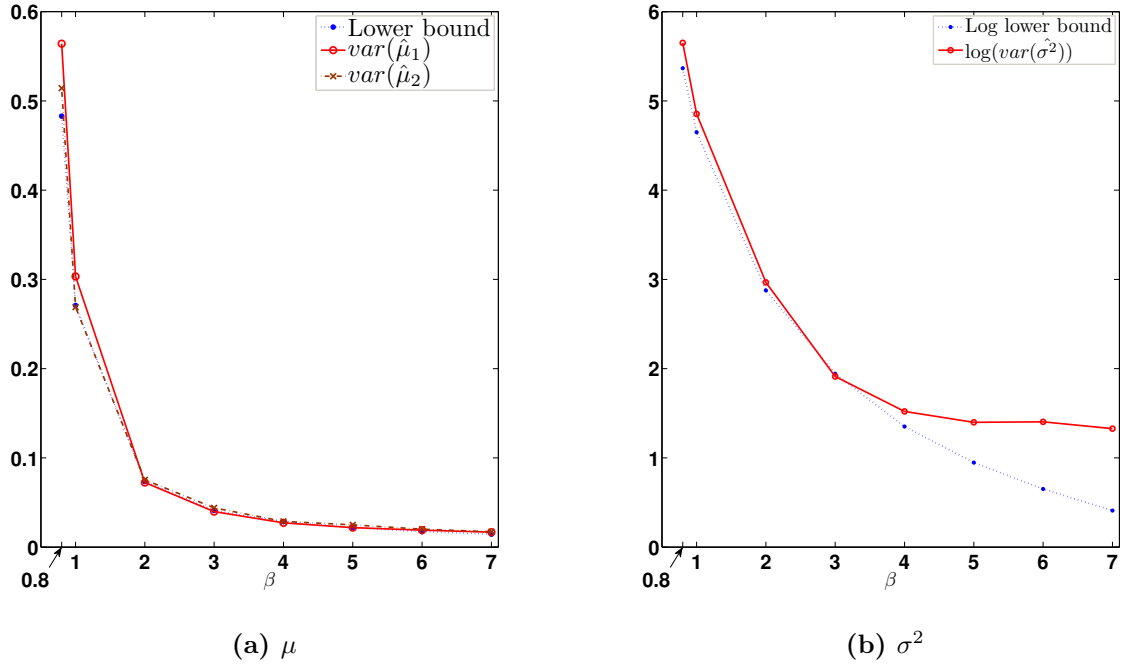 0.6
0.5
0.4
0.3
0.2
0.1
0
Lower bound
var(μ̂₁)
var(μ̂₂)
1 2 3 4 5 6 7
0.8
β
(a) μ
6
5
4
3
2
1
0
Log lower bound
log(var(σ̂²))
1 2 3 4 5 6 7
0.8
β
(b) σ²